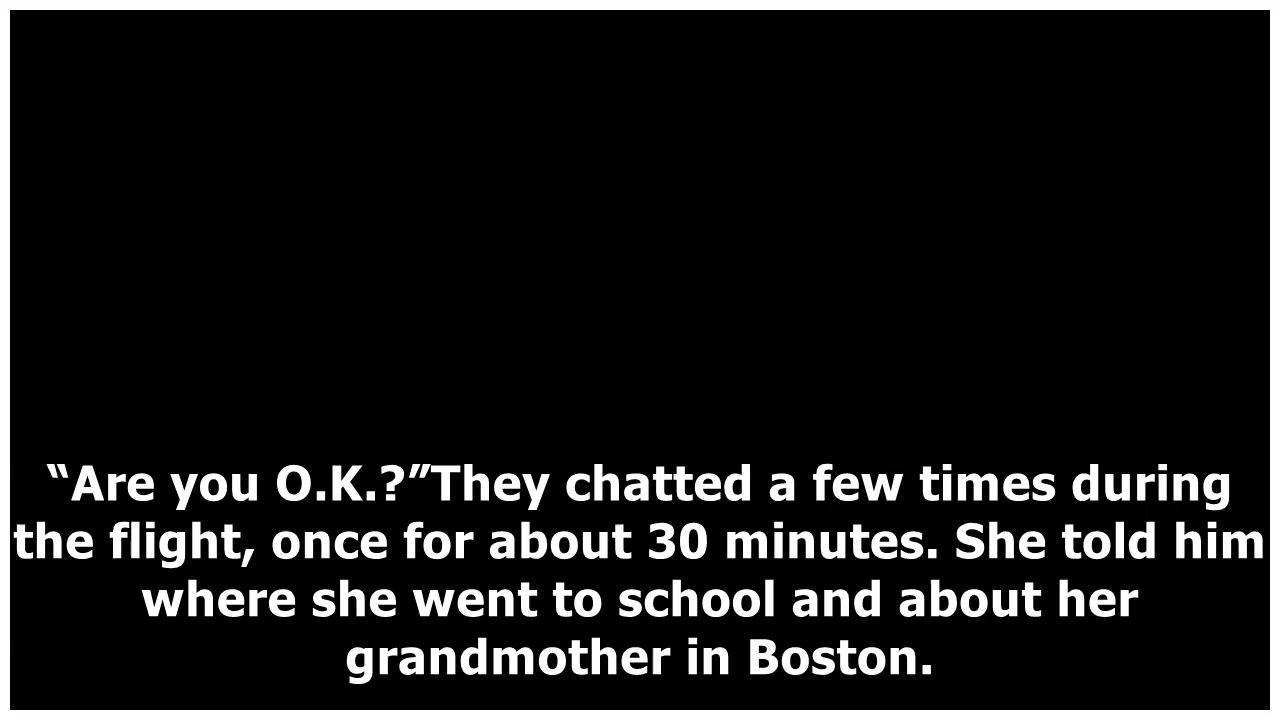 “Are you O.K.?”They chatted a few times during
the flight, once for about 30 minutes. She told him
where she went to school and about her
grandmother in Boston.